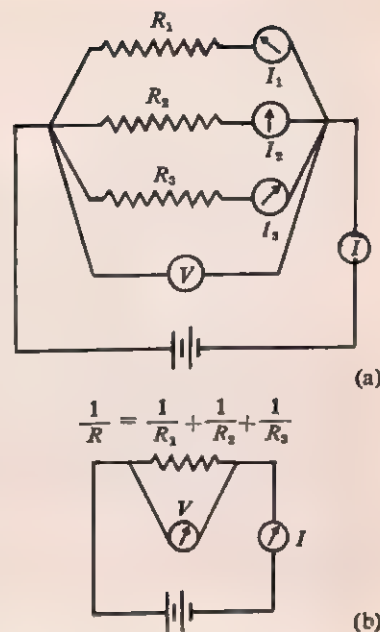 R₁
I₁
R₂
I₂
R₃
I₃
V
I
(a)
1/R = 1/R₁ + 1/R₂ + 1/R₃
V
I
(b)